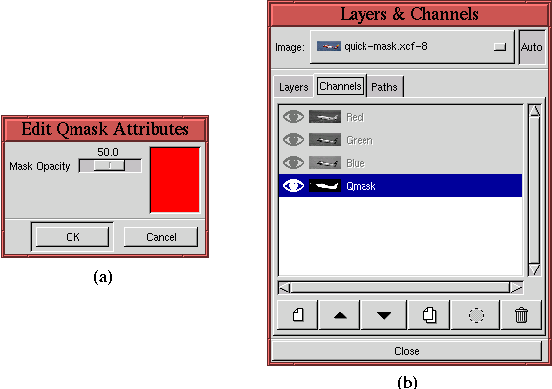 Edit Qmask Attributes
50.0
Mask Opacity
CK
Cancel
(a)
Layers & Channels
Image:
quick-mask.xcf-8
Auto
Layers
Channels
Paths
Red
Green
Blue
Qmask
Close
(b)